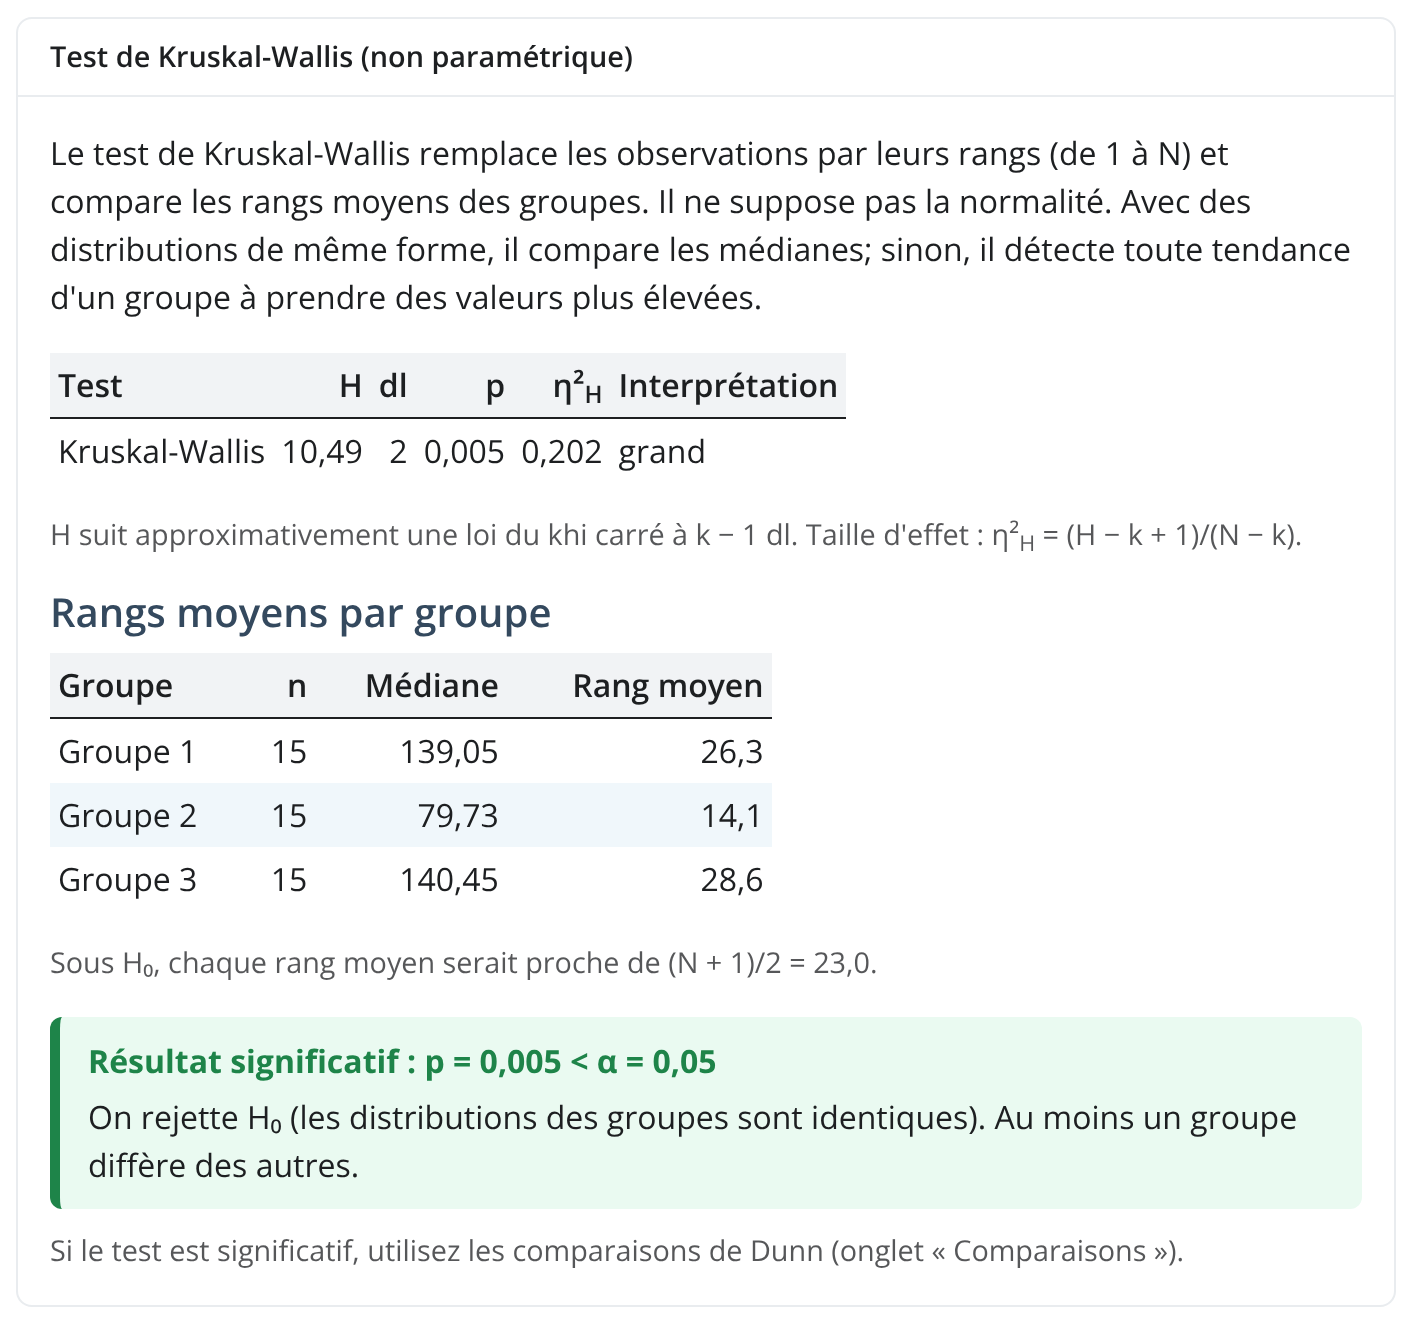 Test de Kruskal-Wallis (non paramétrique)
Le test de Kruskal-Wallis remplace les observations par leurs rangs (de 1 à N) et
compare les rangs moyens des groupes. Il ne suppose pas la normalité. Avec des
distributions de même forme, il compare les médianes; sinon, il détecte toute tendance
d'un groupe à prendre des valeurs plus élevées.
Test H dl p η²H Interprétation
Kruskal-Wallis 10,49 2 0,005 0,202 grand
H suit approximativement une loi du khi carré à k − 1 dl. Taille d'effet : η²H = (H − k + 1)/(N − k).
Rangs moyens par groupe
Groupe n Médiane Rang moyen
Groupe 1 15 139,05 26,3
Groupe 2 15 79,73 14,1
Groupe 3 15 140,45 28,6
Sous H₀, chaque rang moyen serait proche de (N + 1)/2 = 23,0.
Résultat significatif : p = 0,005 < α = 0,05
On rejette H₀ (les distributions des groupes sont identiques). Au moins un groupe
diffère des autres.
Si le test est significatif, utilisez les comparaisons de Dunn (onglet « Comparaisons »).